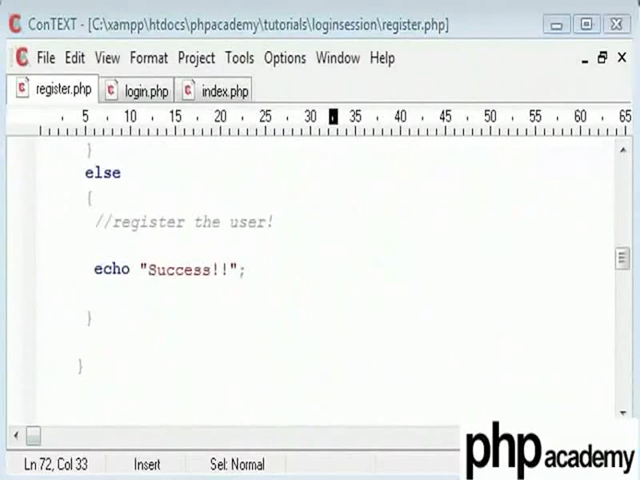 ConTEXT - [C:\xampp\htdocs\phpacademy\tutorials\loginsession\register.php]
File Edit View Format Project Tools Options Window Help
register.php login.php index.php
5 10 15 20 25 30 35 40 45 50 55 60 65
}
else
{
//register the user!
echo "Success!!";
}
}
Ln 72, Col 33 Insert Sel: Normal
php academy